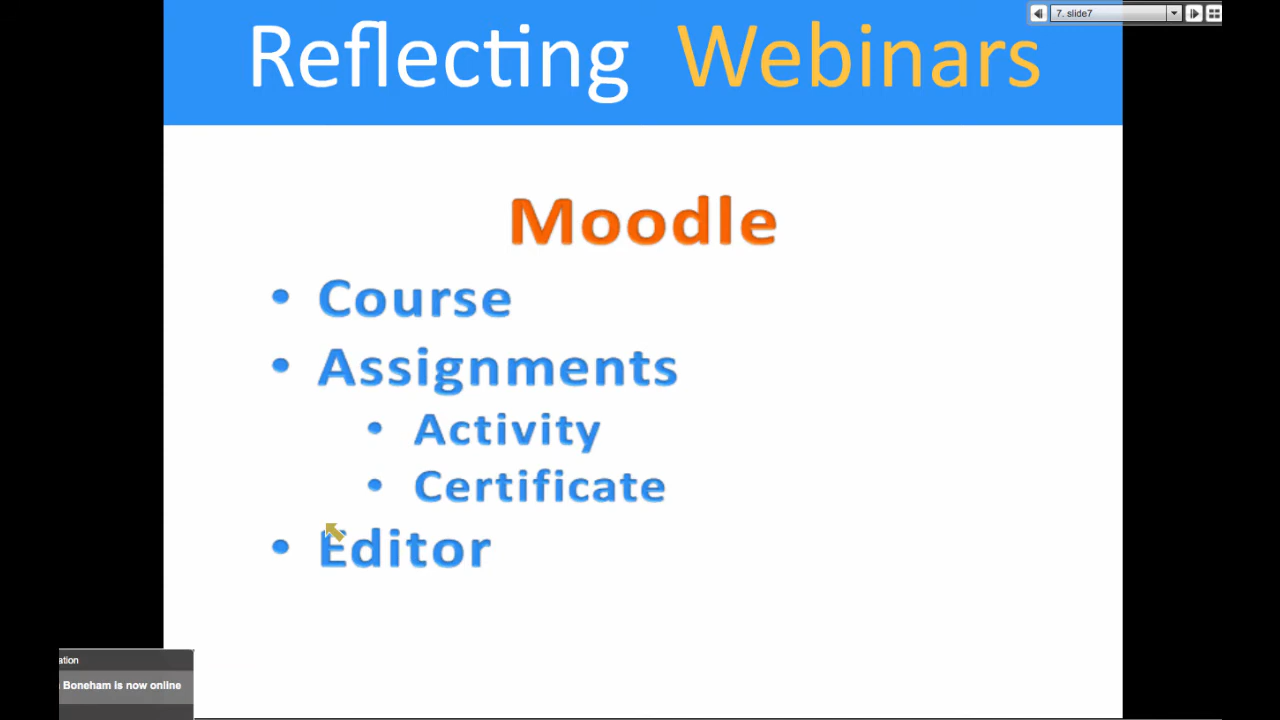 7. slide7
Reflecting Webinars
Moodle
• Course
• Assignments
• Activity
• Certificate
• Editor
ation
Boneham is now online